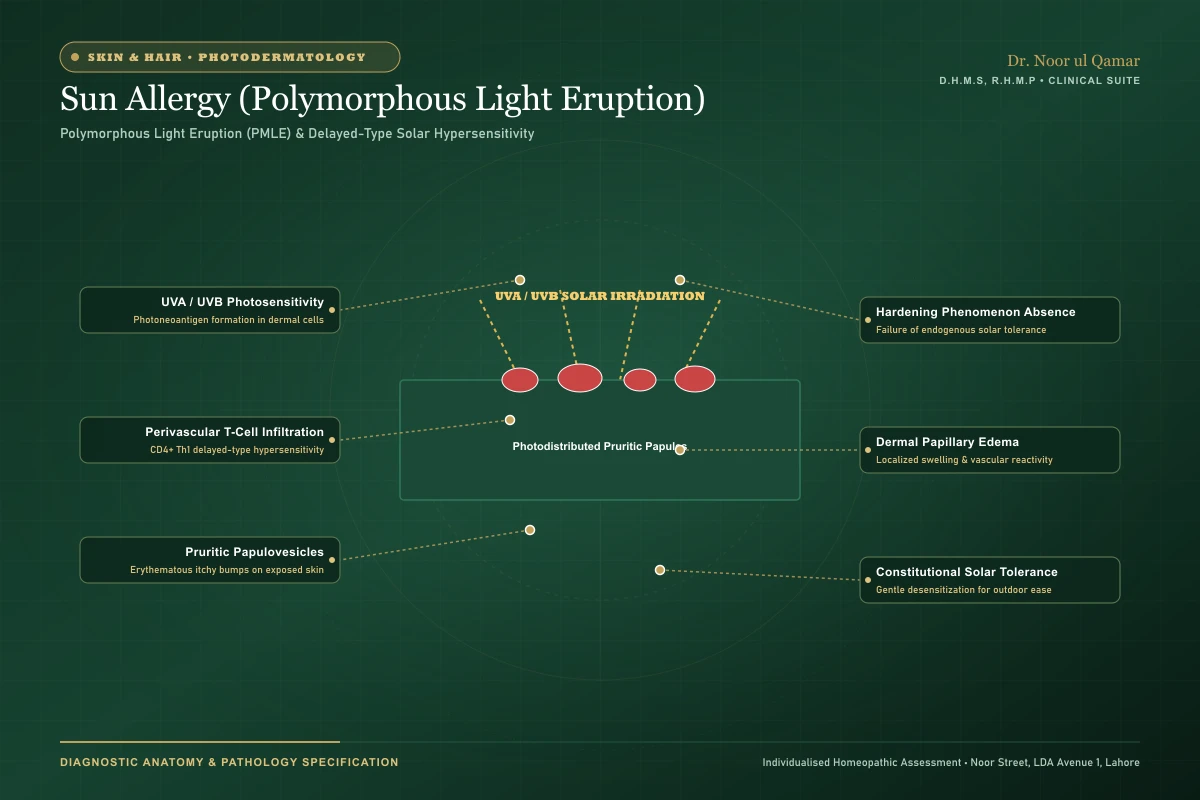 SKIN & HAIR • PHOTODERMATOLOGY
Dr. Noor ul Qamar
D.H.M.S, R.H.M.P • CLINICAL SUITE
Sun Allergy (Polymorphous Light Eruption)
Polymorphous Light Eruption (PMLE) & Delayed-Type Solar Hypersensitivity
UVA / UVB SOLAR IRRADIATION
UVA / UVB Photosensitivity
Photoneoantigen formation in dermal cells
Hardening Phenomenon Absence
Failure of endogenous solar tolerance
Perivascular T-Cell Infiltration
CD4+ Th1 delayed-type hypersensitivity
Photodistributed Pruritic Papules
Dermal Papillary Edema
Localized swelling & vascular reactivity
Pruritic Papulovesicles
Erythematous itchy bumps on exposed skin
Constitutional Solar Tolerance
Gentle desensitization for outdoor ease
DIAGNOSTIC ANATOMY & PATHOLOGY SPECIFICATION
Individualised Homeopathic Assessment • Noor Street, LDA Avenue 1, Lahore